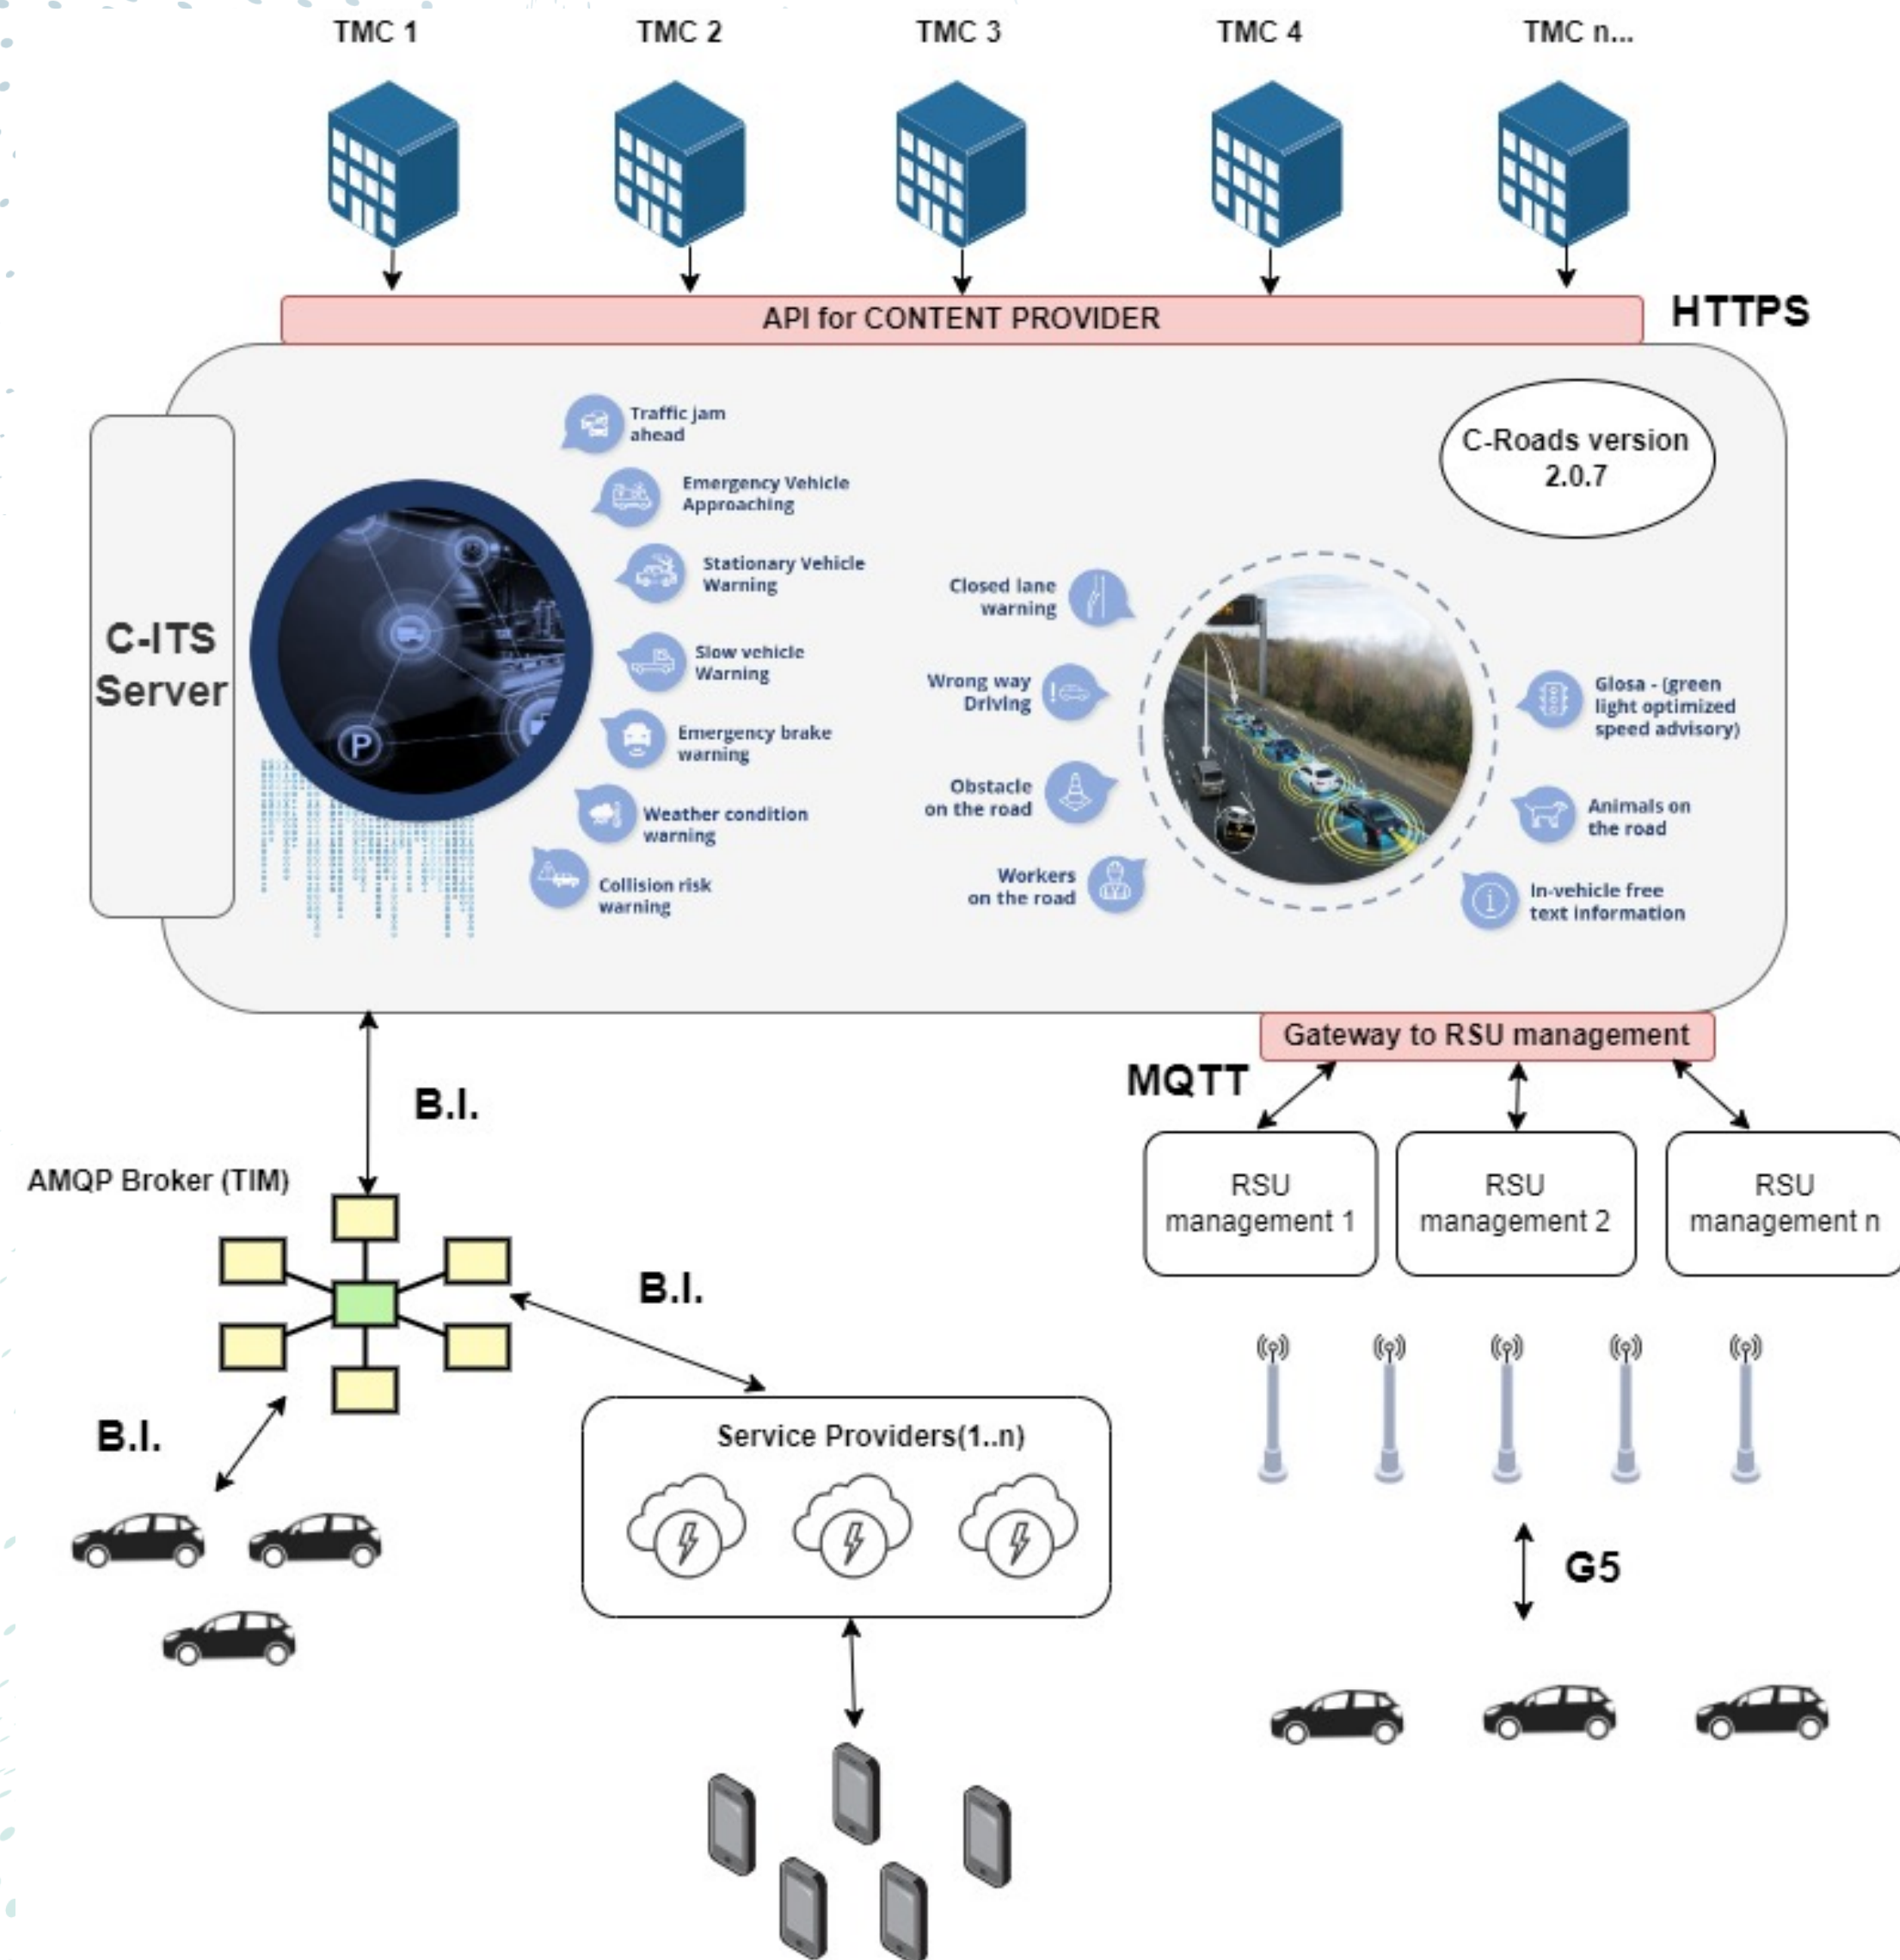 TMC 1
TMC 2
TMC 3
TMC 4
TMC n...
API for CONTENT PROVIDER
HTTPS
C-ITS
Server
Traffic jam
ahead
Emergency Vehicle
Approaching
Stationary Vehicle
Warning
Slow vehicle
Warning
Emergency brake
warning
Weather condition
warning
Collision risk
warning
P
Closed lane
warning
Wrong way
Driving
Obstacle
on the road
Workers
on the road
C-Roads version
2.0.7
Glosa - (green
light optimized
speed advisory)
Animals on
the road
In-vehicle free
text information
Gateway to RSU management
MQTT
B.I.
AMQP Broker (TIM)
RSU
management 1
RSU
management 2
RSU
management n
B.I.
B.I.
Service Providers(1..n)
G5